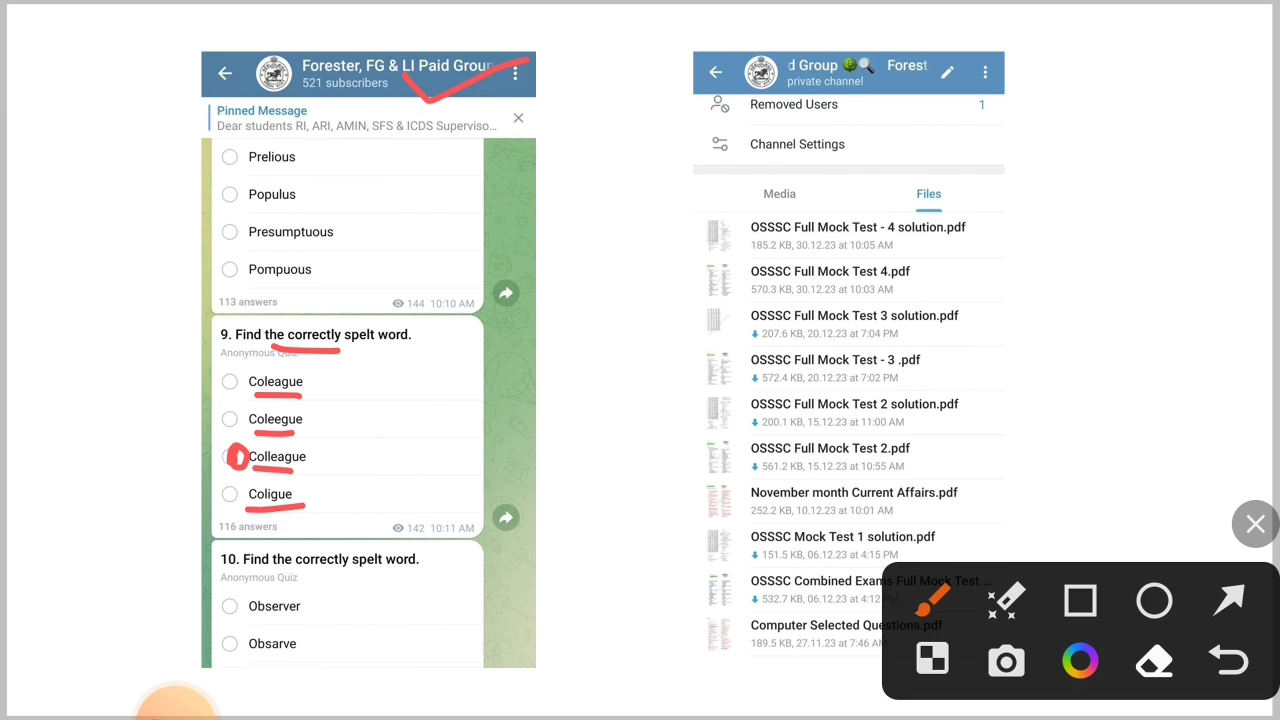 Forester, FG & LI Paid Grou
521 subscribers
Pinned Message
Dear students RI, ARI, AMIN, SFS & ICDS Superviso...
Prelious
Populus
Presumptuous
Pompuous
113 answers
144 10:10 AM
9. Find the correctly spelt word.
Anonymous Quiz
Coleague
Coleegue
Colleague
Coligue
116 answers
142 10:11 AM
10. Find the correctly spelt word.
Anonymous Quiz
Observer
Observe
d Group Forest
private channel
Removed Users 1
Channel Settings
Media Files
OSSSC Full Mock Test - 4 solution.pdf
185.2 KB, 30.12.23 at 10:05 AM
OSSSC Full Mock Test 4.pdf
570.3 KB, 30.12.23 at 10:03 AM
OSSSC Full Mock Test 3 solution.pdf
207.6 KB, 20.12.23 at 7:04 PM
OSSSC Full Mock Test - 3 .pdf
572.4 KB, 20.12.23 at 7:02 PM
OSSSC Full Mock Test 2 solution.pdf
200.1 KB, 15.12.23 at 11:00 AM
OSSSC Full Mock Test 2.pdf
561.8 KB, 15.12.23 at 10:55 AM
November month Current Affairs.pdf
252.2 KB, 10.12.23 at 10:01 AM
OSSSC Mock Test 1 solution.pdf
151.5 KB, 06.12.23 at 4:15 PM
OSSSC Combined Exams Full Mock Test ...
532.7 KB, 06.12.23 at 4:12 PM
Computer Selected Questions.pdf
189.5 KB, 27.11.23 at 7:46 AM